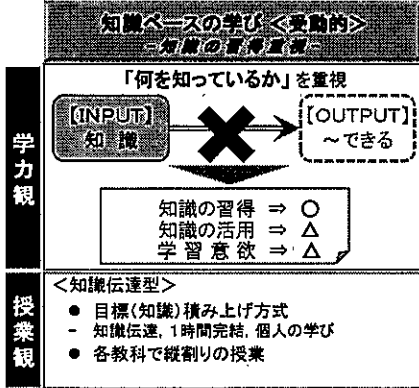 知識ベースの学び＜受動的＞
-知識の習得重視-
学力観
「何を知っているか」を重視
【INPUT】
知 識
【OUTPUT】
～できる
知識の習得 ⇒ ○
知識の活用 ⇒ △
学 習 意 欲 ⇒ △
授業観
＜知識伝達型＞
● 目標(知識)積み上げ方式
- 知識伝達，1時間完結，個人の学び
● 各教科で縦割りの授業